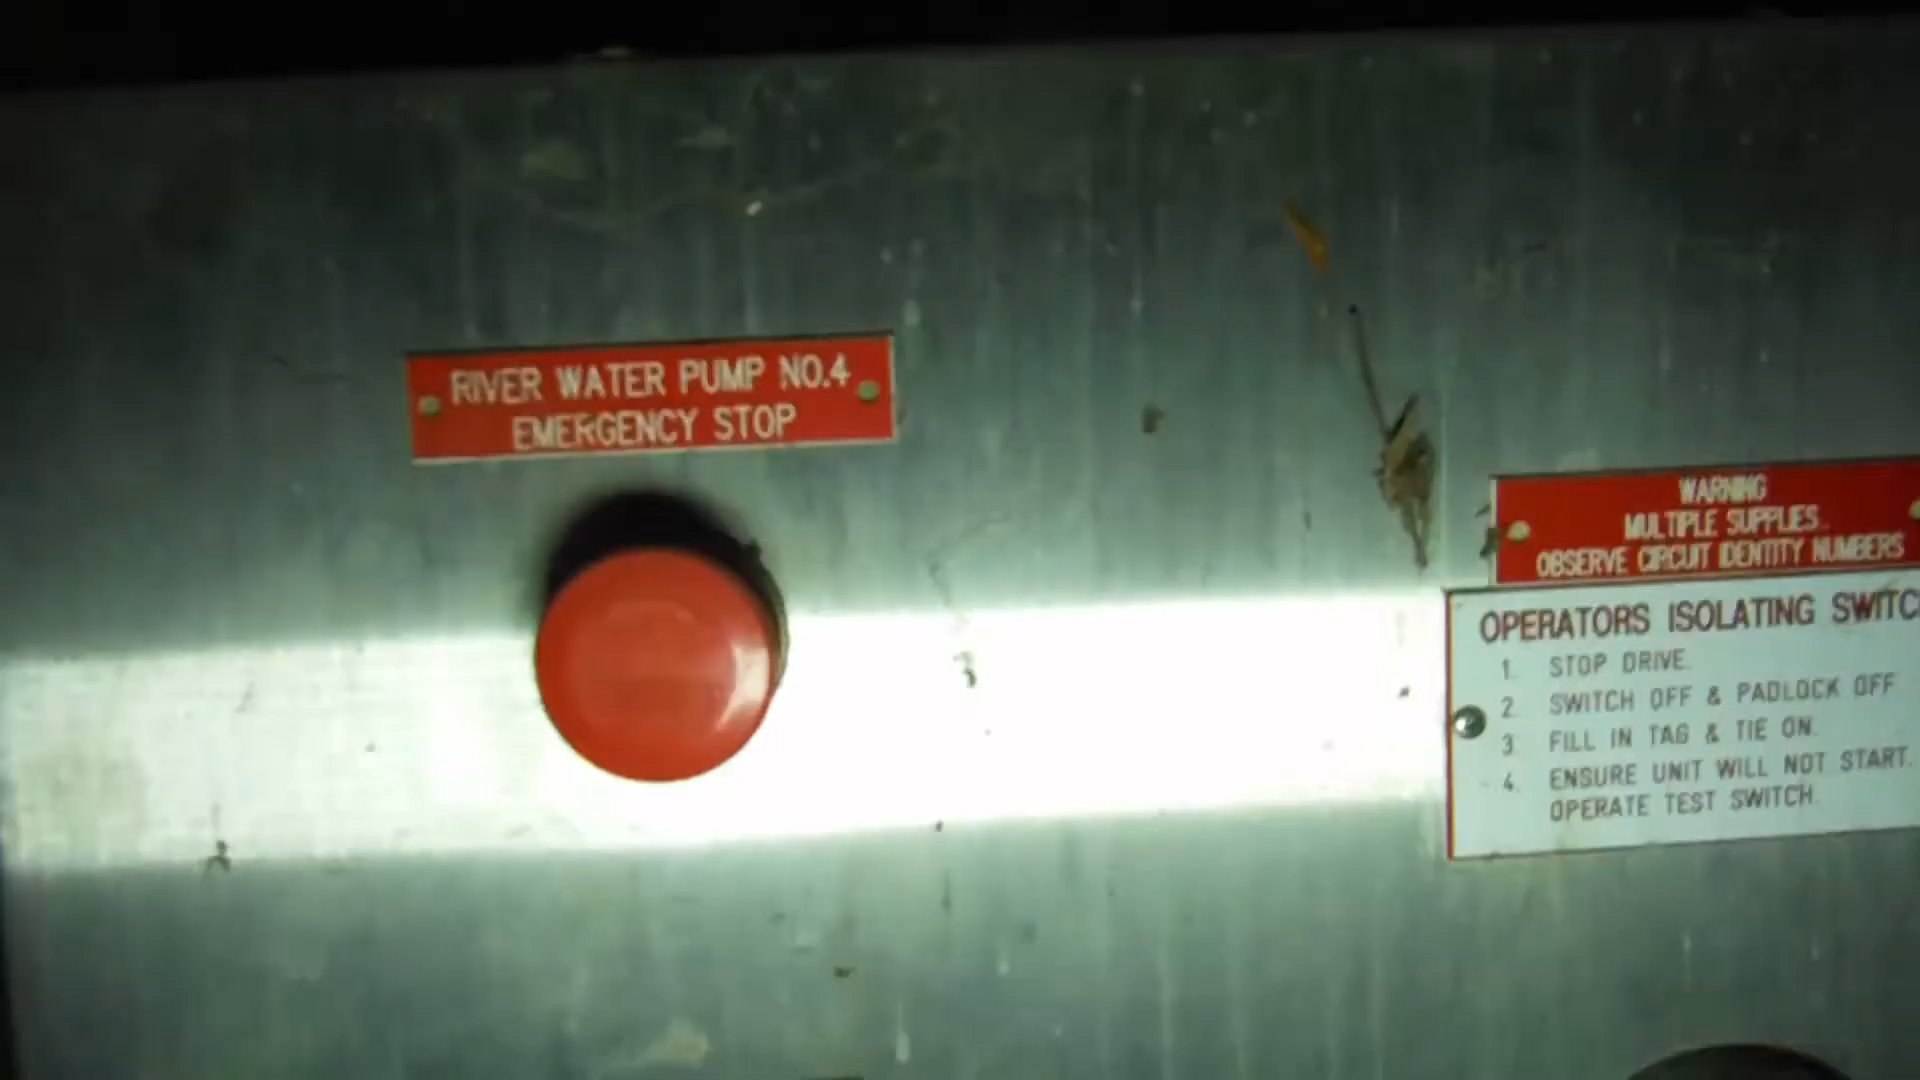 RIVER WATER PUMP NO.4
EMERGENCY STOP
WARNING
MULTIPLE SUPPLIES
OBSERVE CIRCUIT IDENTITY NUMBERS
OPERATORS ISOLATING SWITC
1. STOP DRIVE.
2. SWITCH OFF & PADLOCK OFF
3. FILL IN TAG & TIE ON.
4. ENSURE UNIT WILL NOT START.
OPERATE TEST SWITCH.